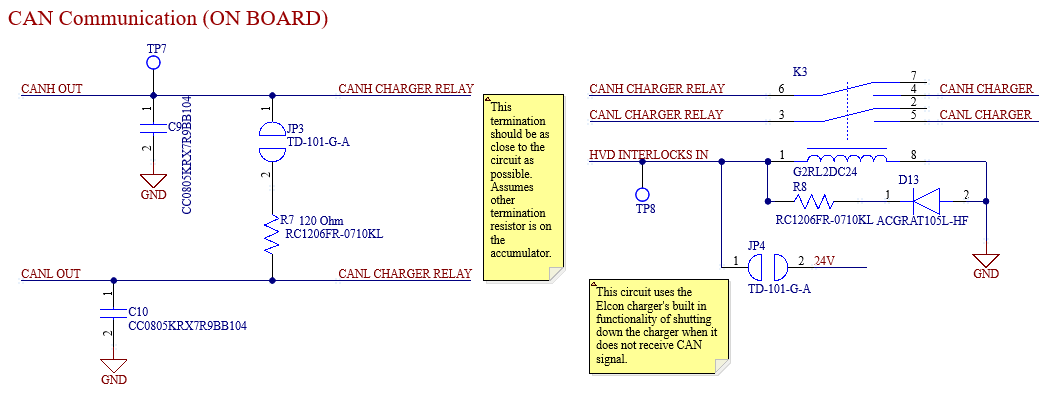 CAN Communication (ON BOARD)
TP7
CANH OUT
CANH CHARGER RELAY
1
C9
2
CC0805KRX7R9BB104
GND
1
JP3
TD-101-G-A
2
R7 120 Ohm
RC1206FR-0710KL
CANL OUT
CANL CHARGER RELAY
1
C10
CC0805KRX7R9BB104
2
GND
This
termination
should be as
close to the
circuit as
possible.
Assumes
other
termination
resistor is on
the
accumulator.
K3
CANH CHARGER RELAY
6
7
4
CANH CHARGER
CANL CHARGER RELAY
3
2
5
CANL CHARGER
HVD INTERLOCKS IN
1
8
G2RL2DC24
TP8
R8
RC1206FR-0710KL
D13
1
2
ACGRAT105L-HF
GND
JP4
1
2
24V
TD-101-G-A
This circuit uses the
Elcon charger's built in
functionality of shutting
down the charger when it
does not receive CAN
signal.